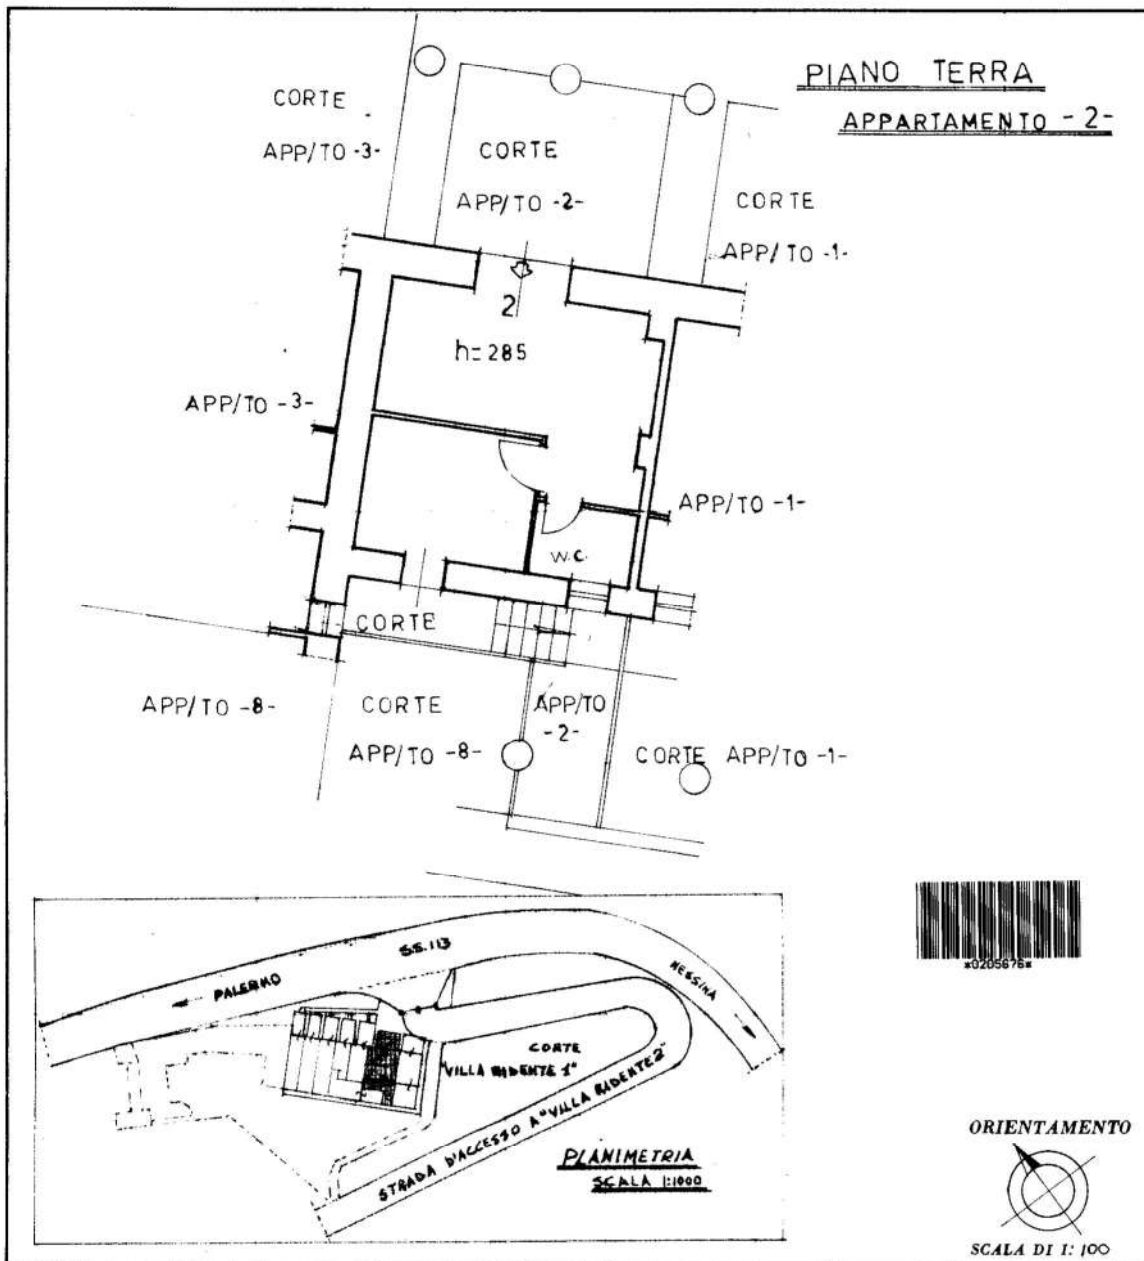 PIANO TERRA
APPARTAMENTO -2-
CORTE
APP/TO -3-
CORTE
APP/TO -2-
CORTE
APP/TO -1-
2
h=285
APP/TO -3-
APP/TO -1-
W.C.
CORTE
APP/TO -8-
CORTE
APP/TO -8-
APP/TO
-2-
CORTE APP/TO -1-
S.S. 113
PALERMO
MESSINA
CORTE
"VILLA RIDENTE 1"
STRADA D'ACCESSO A "VILLA RIDENTE 2"
PLANIMETRIA
SCALA 1:1000
*0205676*
ORIENTAMENTO
SCALA DI 1:100